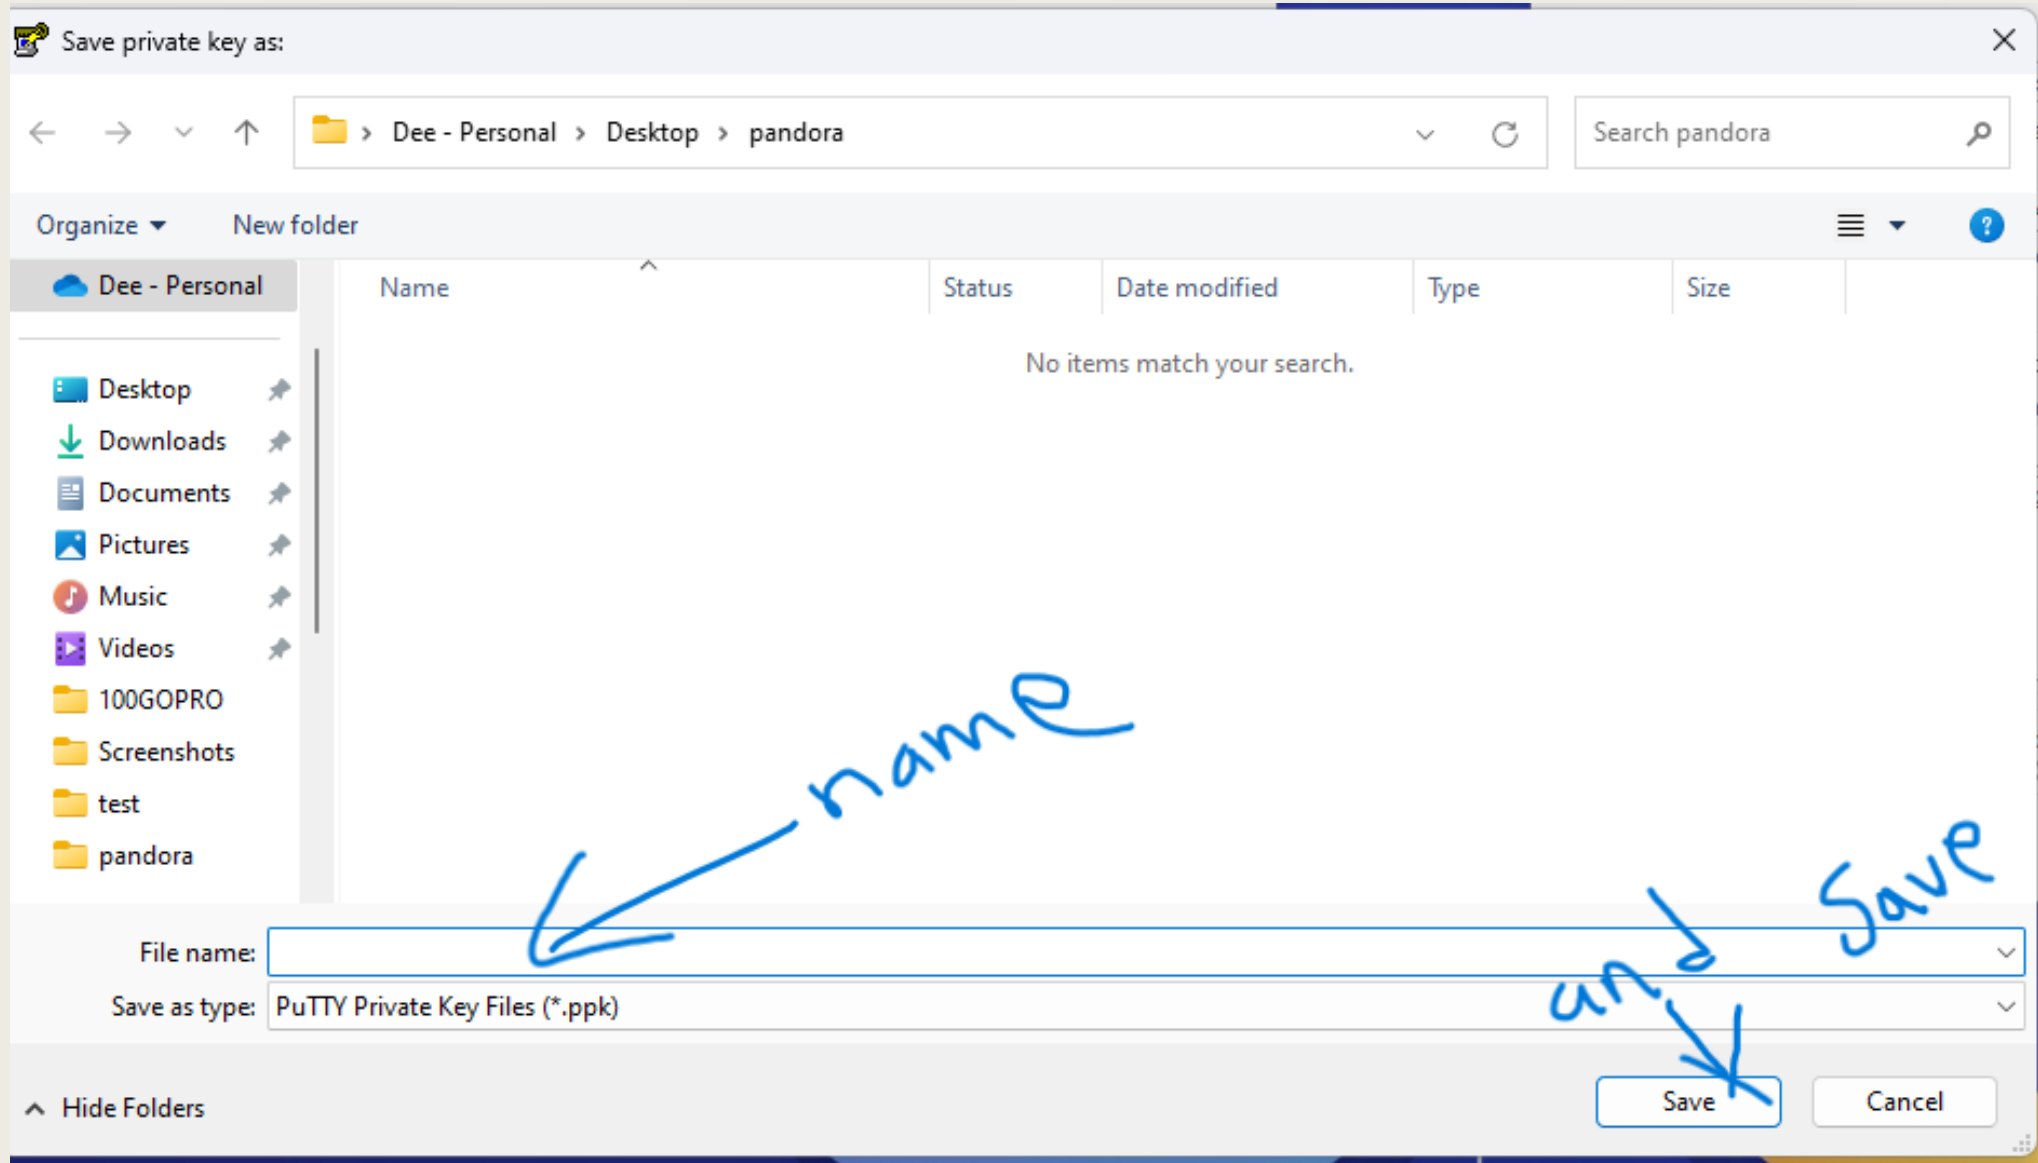 Save private key as:
Dee - Personal > Desktop > pandora
Search pandora
Organize
New folder
Dee - Personal
Name
Status
Date modified
Type
Size
No items match your search.
Desktop
Downloads
Documents
Pictures
Music
Videos
100GOPRO
Screenshots
test
pandora
name
and save
File name:
Save as type: PuTTY Private Key Files (*.ppk)
Hide Folders
Save
Cancel